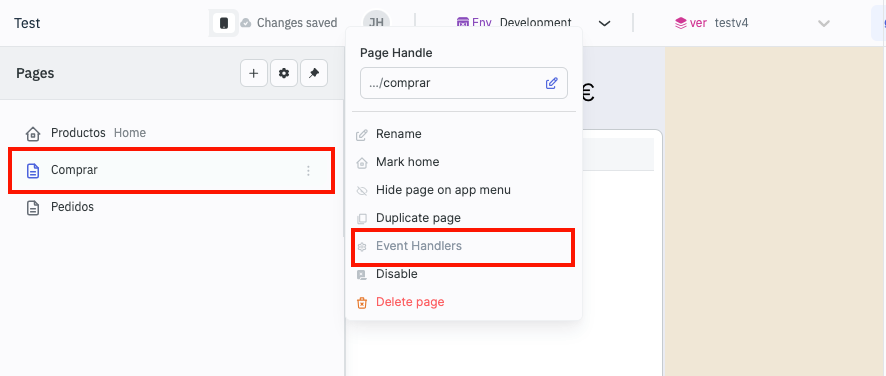 Test
Changes saved
JH
Env Development
ver testv4
Pages
Productos Home
Comprar
Pedidos
Page Handle
.../comprar
€
Rename
Mark home
Hide page on app menu
Duplicate page
Event Handlers
Disable
Delete page